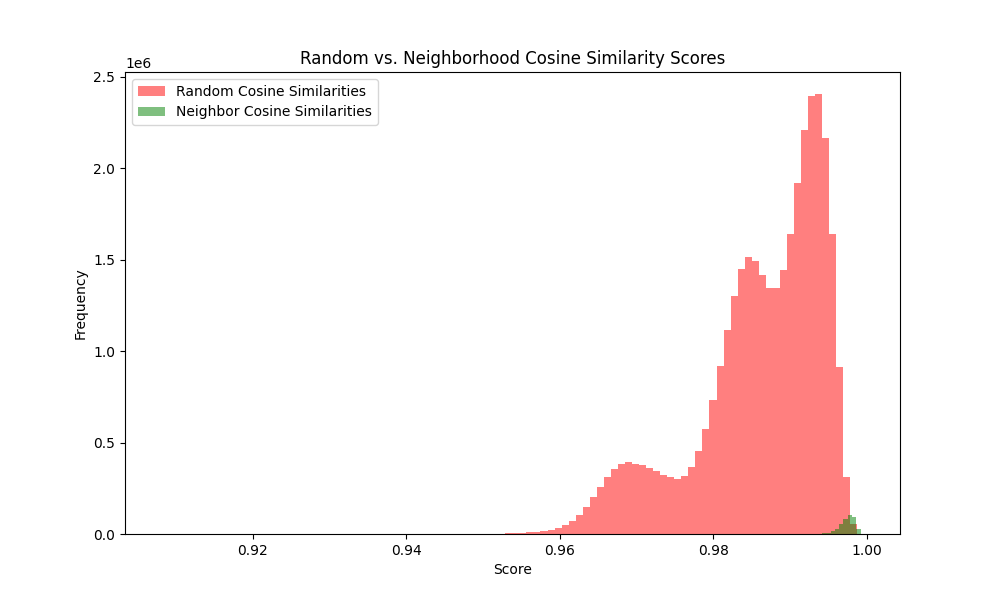 Random vs. Neighborhood Cosine Similarity Scores
1e6
Random Cosine Similarities
Neighbor Cosine Similarities
2.5
2.0
1.5
1.0
0.5
0.0
Frequency
0.92 0.94 0.96 0.98 1.00
Score